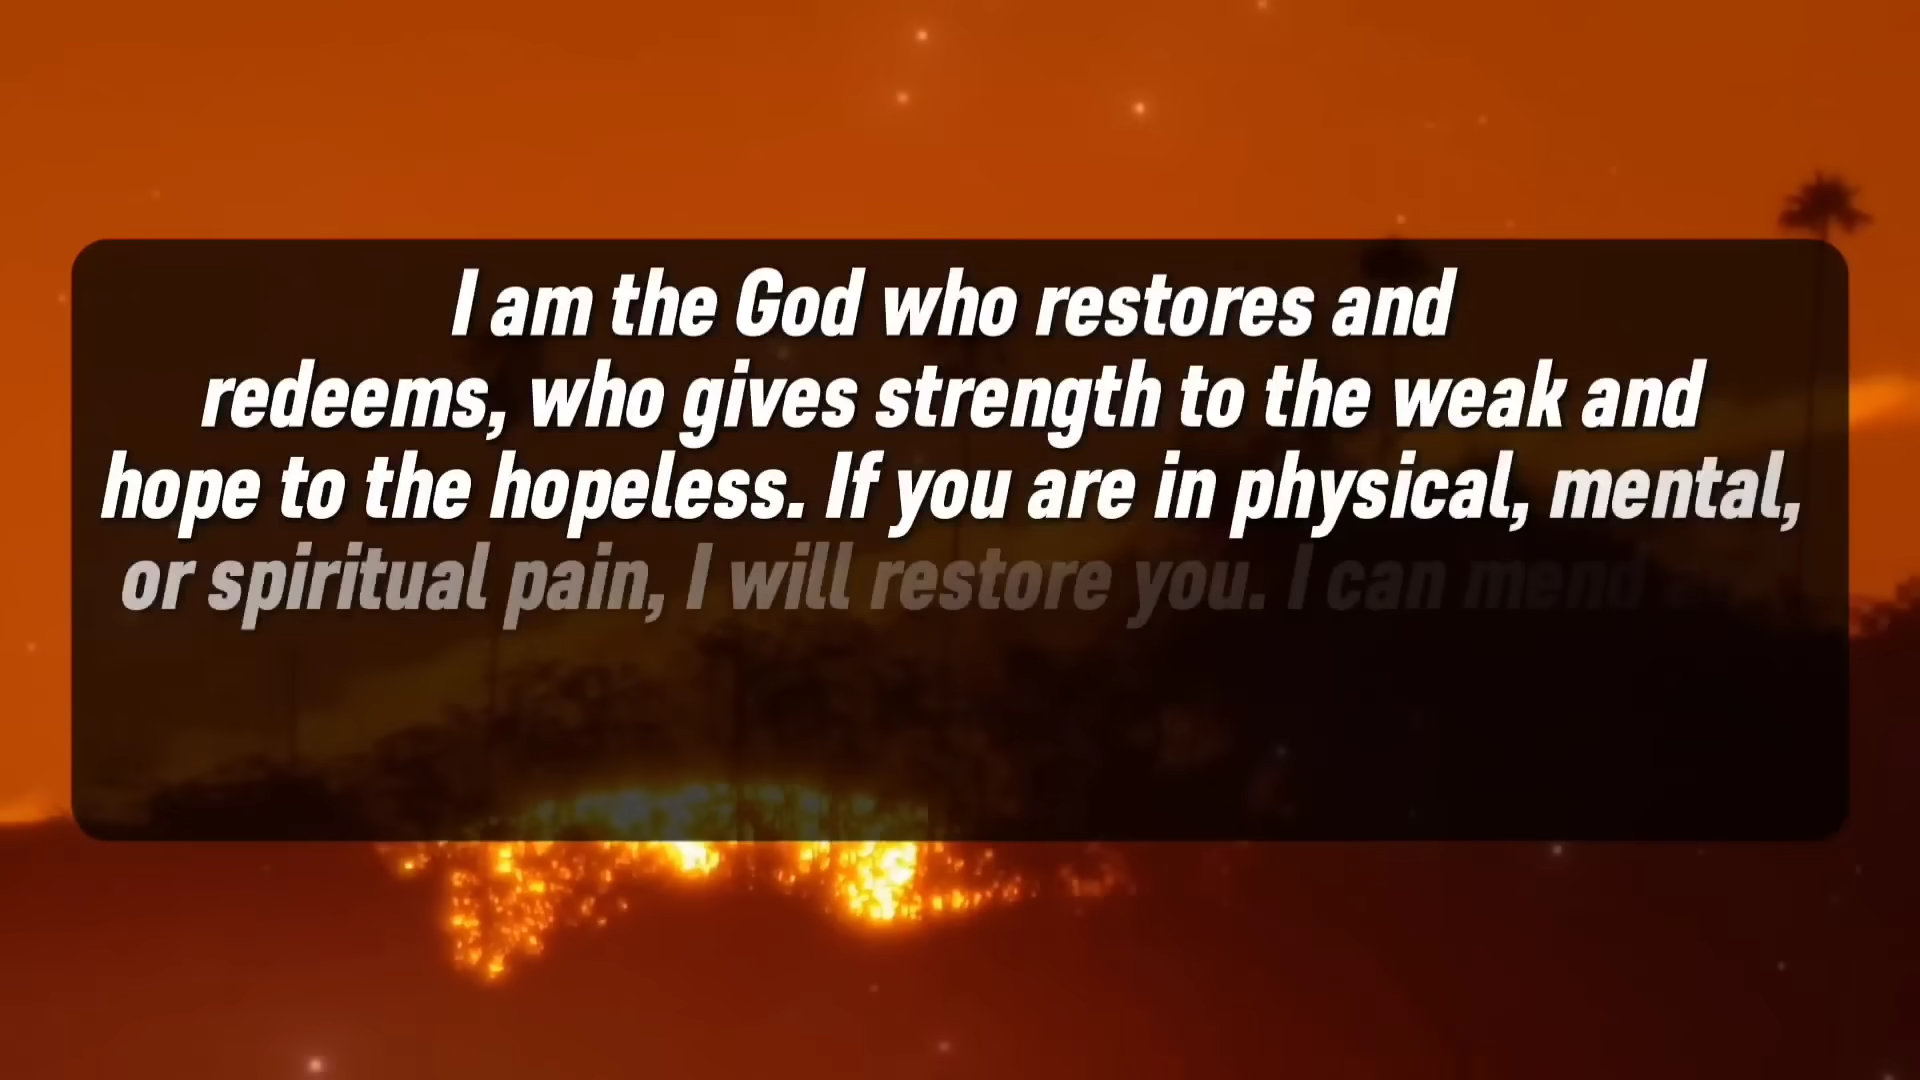 I am the God who restores and
redeems, who gives strength to the weak and
hope to the hopeless. If you are in physical, mental,
or spiritual pain, I will restore you. I can mend